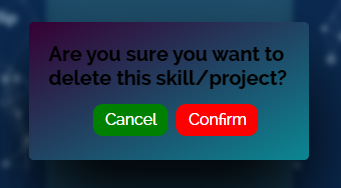 Are you sure you want to
delete this skill/project?
Cancel Confirm